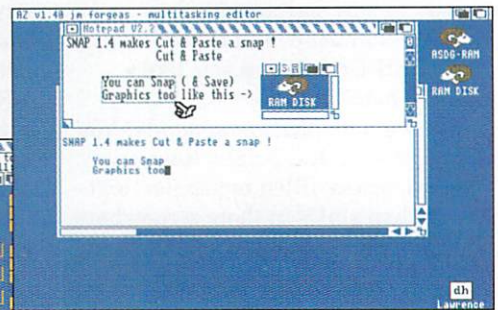 AZ v1.40 jm forgeas - multitasking editor
Notepad V2.2
SNAP 1.4 makes Cut & Paste a snap !
Cut & Paste
You can Snap ( & Save)
Graphics too like this ->
RAM DISK
ASDG-RAM
RAM DISK
SNAP 1.4 makes Cut & Paste a snap !
You can Snap
Graphics too
dh
Lawrence